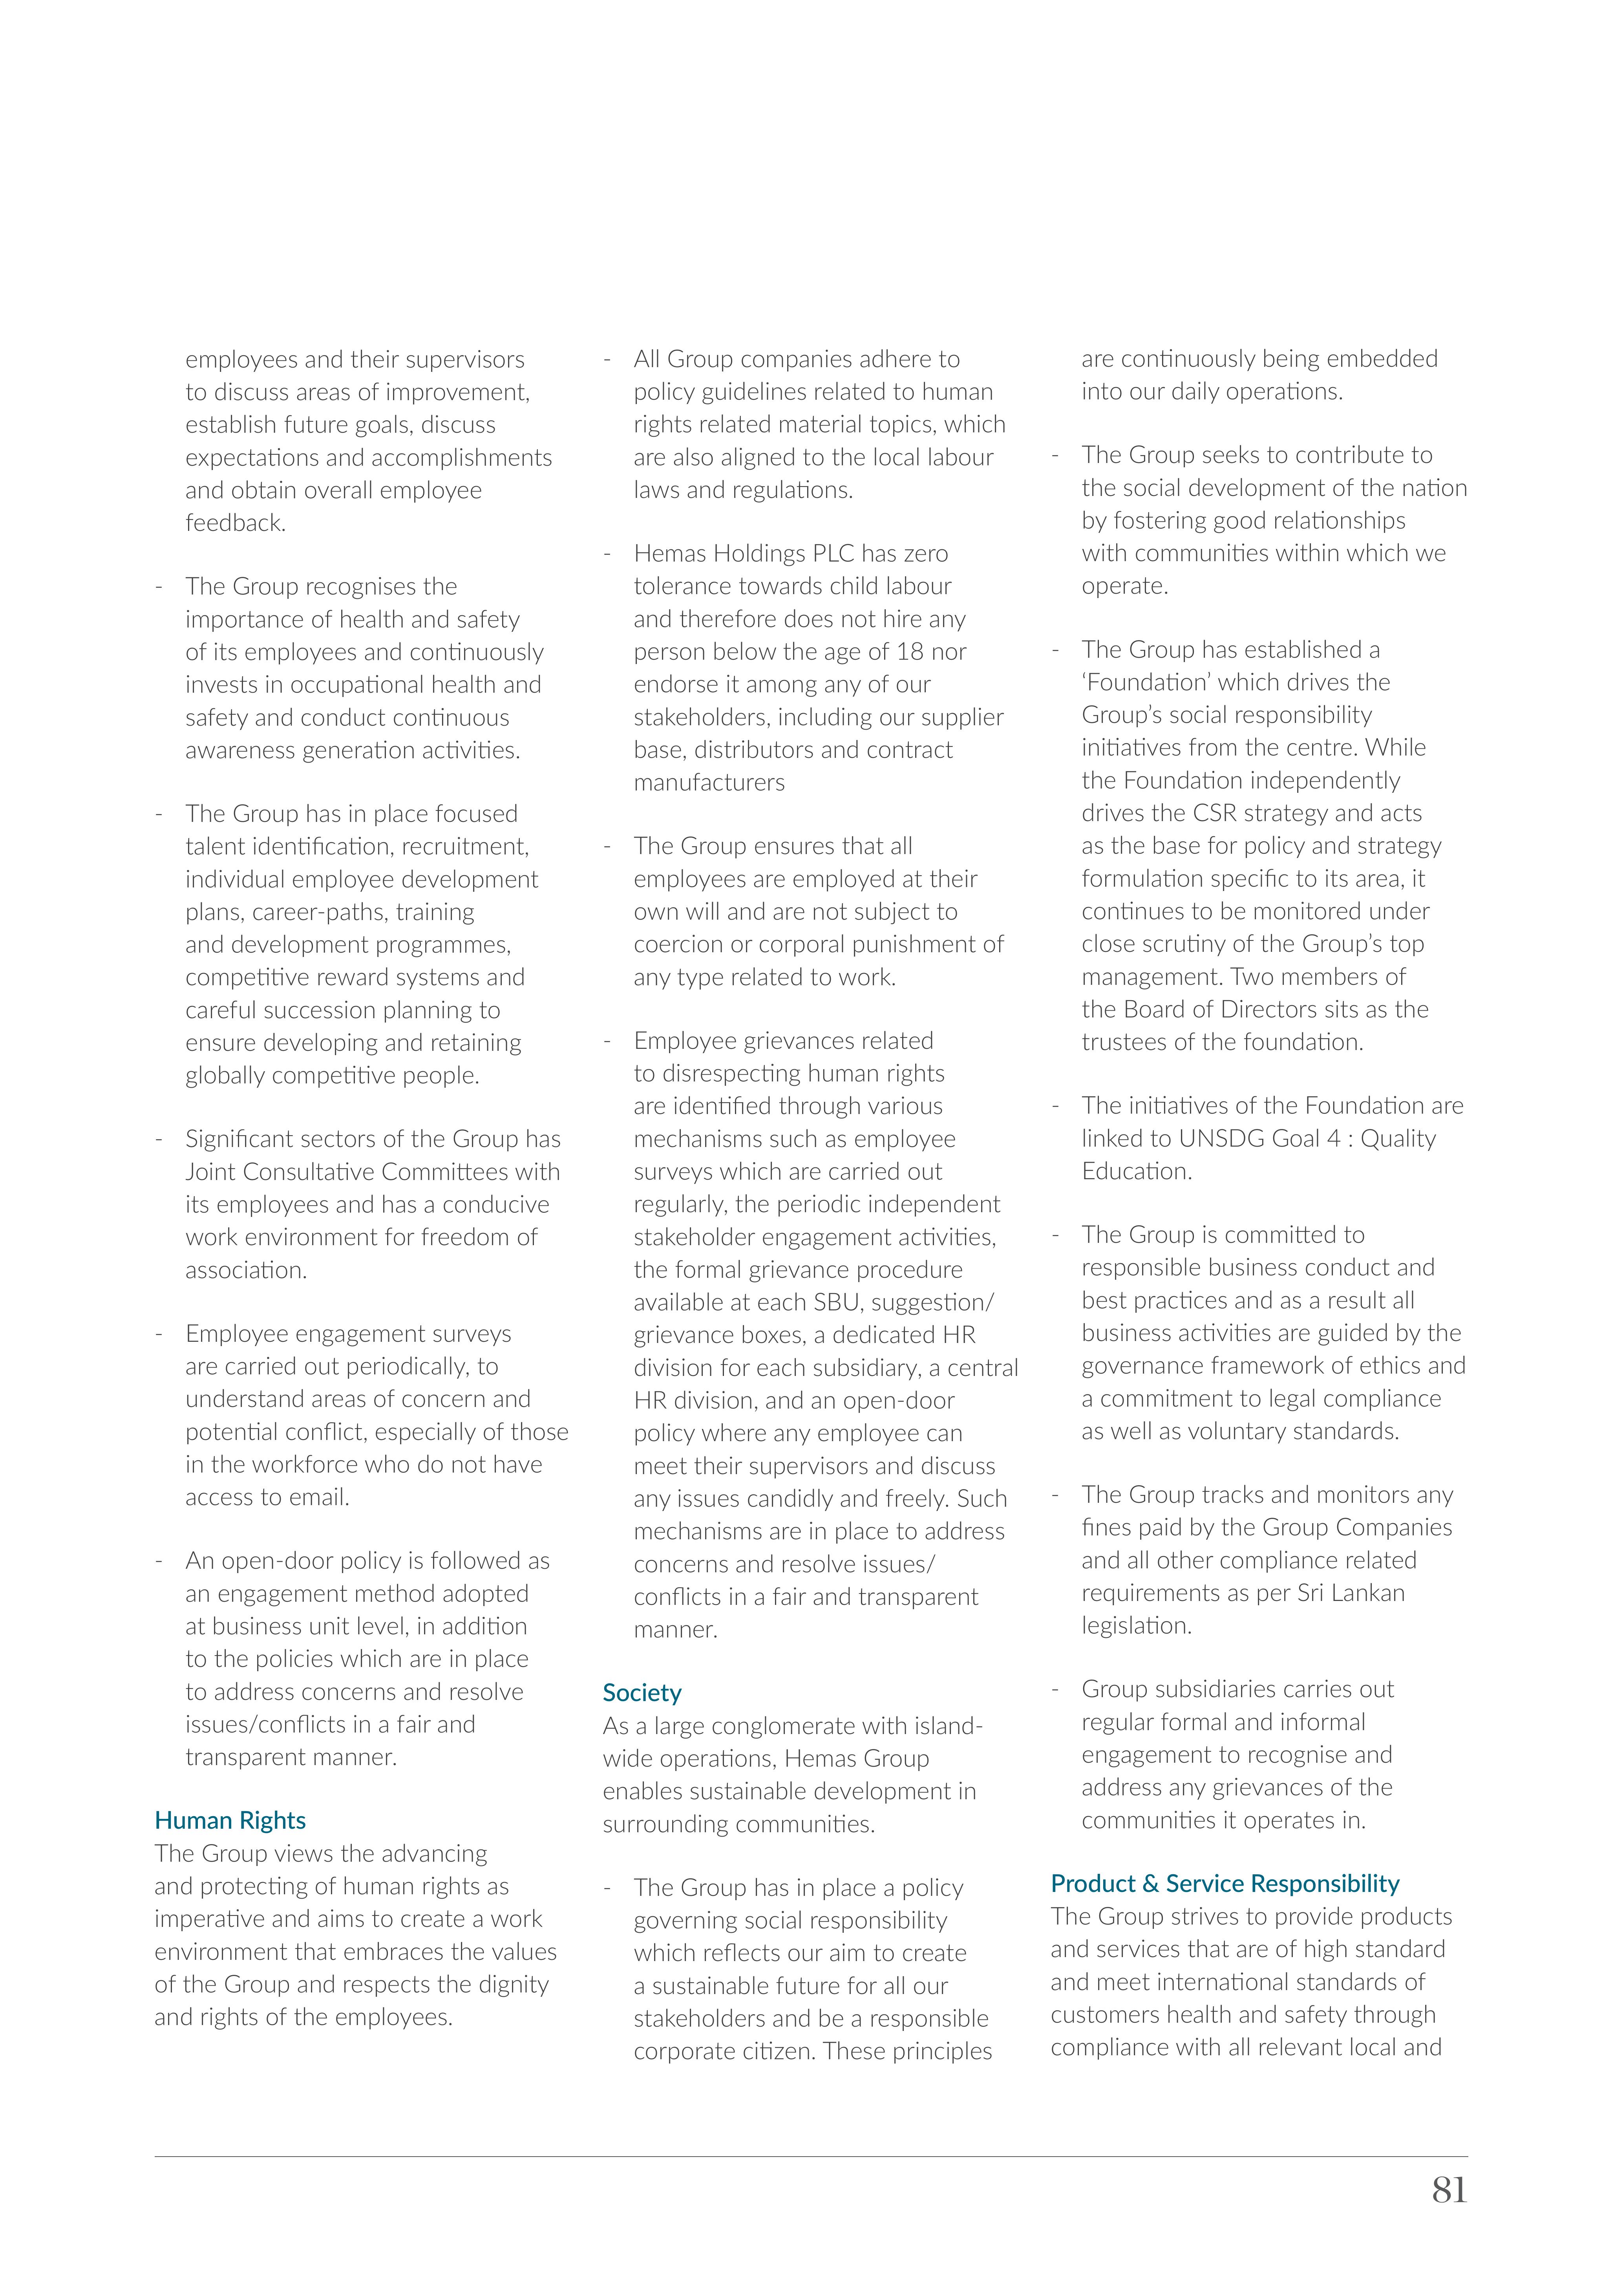 employees and their supervisors
to discuss areas of improvement,
establish future goals, discuss
expectations and accomplishments
and obtain overall employee
feedback.
- The Group recognises the
importance of health and safety
of its employees and continuously
invests in occupational health and
safety and conduct continuous
awareness generation activities.
- The Group has in place focused
talent identification, recruitment,
individual employee development
plans, career-paths, training
and development programmes,
competitive reward systems and
careful succession planning to
ensure developing and retaining
globally competitive people.
- Significant sectors of the Group has
Joint Consultative Committees with
its employees and has a conducive
work environment for freedom of
association.
- Employee engagement surveys
are carried out periodically, to
understand areas of concern and
potential conflict, especially of those
in the workforce who do not have
access to email.
- An open-door policy is followed as
an engagement method adopted
at business unit level, in addition
to the policies which are in place
to address concerns and resolve
issues/conflicts in a fair and
transparent manner.
Human Rights
The Group views the advancing
and protecting of human rights as
imperative and aims to create a work
environment that embraces the values
of the Group and respects the dignity
and rights of the employees.
- All Group companies adhere to
policy guidelines related to human
rights related material topics, which
are also aligned to the local labour
laws and regulations.
- Hemas Holdings PLC has zero
tolerance towards child labour
and therefore does not hire any
person below the age of 18 nor
endorse it among any of our
stakeholders, including our supplier
base, distributors and contract
manufacturers
- The Group ensures that all
employees are employed at their
own will and are not subject to
coercion or corporal punishment of
any type related to work.
- Employee grievances related
to disrespecting human rights
are identified through various
mechanisms such as employee
surveys which are carried out
regularly, the periodic independent
stakeholder engagement activities,
the formal grievance procedure
available at each SBU, suggestion/
grievance boxes, a dedicated HR
division for each subsidiary, a central
HR division, and an open-door
policy where any employee can
meet their supervisors and discuss
any issues candidly and freely. Such
mechanisms are in place to address
concerns and resolve issues/
conflicts in a fair and transparent
manner.
Society
As a large conglomerate with island-
wide operations, Hemas Group
enables sustainable development in
surrounding communities.
- The Group has in place a policy
governing social responsibility
which reflects our aim to create
a sustainable future for all our
stakeholders and be a responsible
corporate citizen. These principles
are continuously being embedded
into our daily operations.
- The Group seeks to contribute to
the social development of the nation
by fostering good relationships
with communities within which we
operate.
- The Group has established a
‘Foundation’ which drives the
Group’s social responsibility
initiatives from the centre. While
the Foundation independently
drives the CSR strategy and acts
as the base for policy and strategy
formulation specific to its area, it
continues to be monitored under
close scrutiny of the Group’s top
management. Two members of
the Board of Directors sits as the
trustees of the foundation.
- The initiatives of the Foundation are
linked to UNSDG Goal 4 : Quality
Education.
- The Group is committed to
responsible business conduct and
best practices and as a result all
business activities are guided by the
governance framework of ethics and
a commitment to legal compliance
as well as voluntary standards.
- The Group tracks and monitors any
fines paid by the Group Companies
and all other compliance related
requirements as per Sri Lankan
legislation.
- Group subsidiaries carries out
regular formal and informal
engagement to recognise and
address any grievances of the
communities it operates in.
Product & Service Responsibility
The Group strives to provide products
and services that are of high standard
and meet international standards of
customers health and safety through
compliance with all relevant local and
81